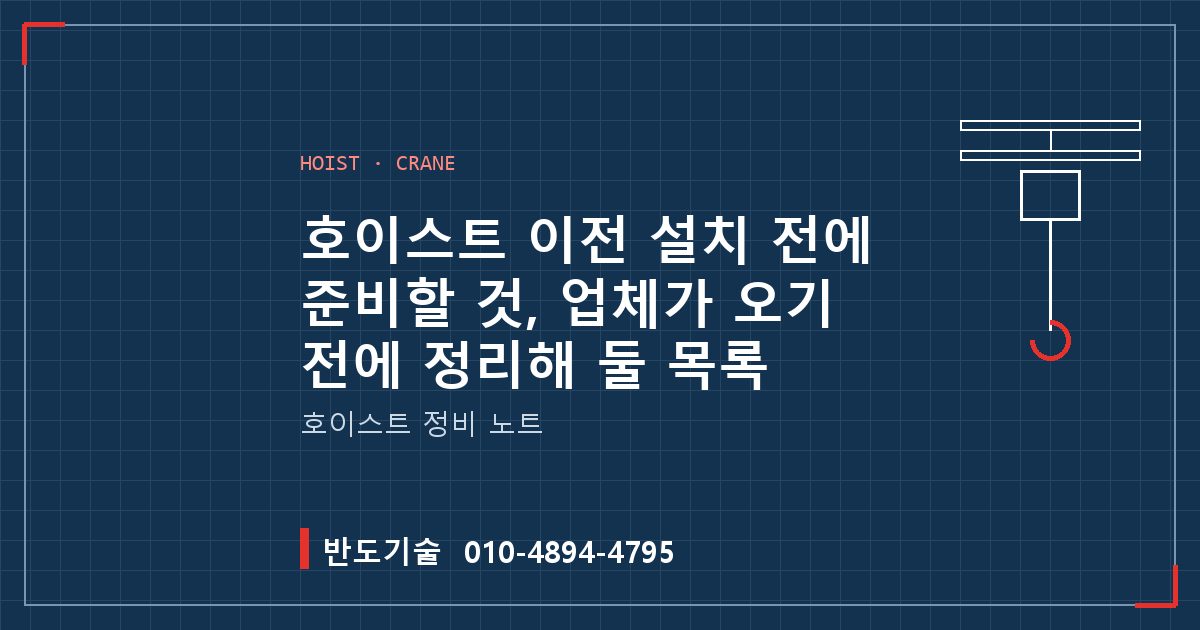 HOIST · CRANE
호이스트 이전 설치 전에
준비할 것, 업체가 오기
전에 정리해 둘 목록
호이스트 정비 노트
반도기술 010-4894-4795